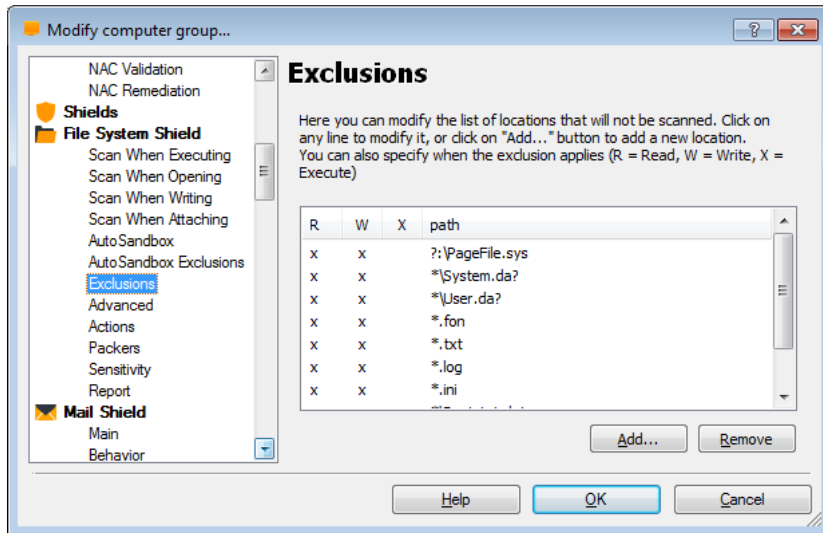 Modify computer group...
NAC Validation
NAC Remediation
Shields
File System Shield
Scan When Executing
Scan When Opening
Scan When Writing
Scan When Attaching
AutoSandbox
AutoSandbox Exclusions
Exclusions
Advanced
Actions
Packers
Sensitivity
Report
Mail Shield
Main
Behavior
Exclusions
Here you can modify the list of locations that will not be scanned. Click on
any line to modify it, or click on "Add..." button to add a new location.
You can also specify when the exclusion applies (R = Read, W = Write, X =
Execute)
R W X path
x x ?:\PageFile.sys
x x *\System.da?
x x *\User.da?
x x *.fon
x x *.txt
x x *.log
x x *.ini
Add... Remove
Help OK Cancel